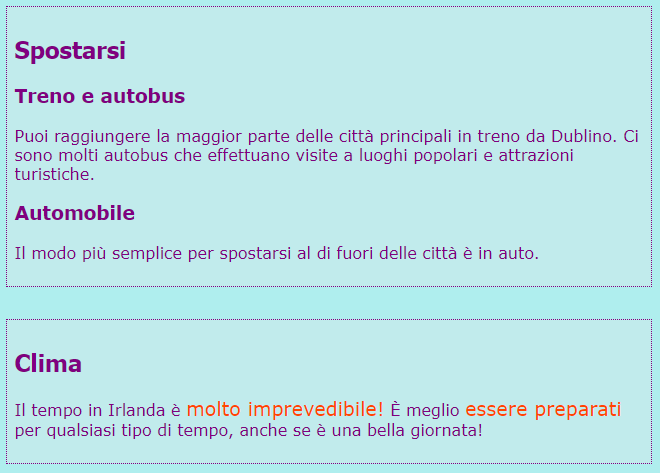 Spostarsi
Treno e autobus
Puoi raggiungere la maggior parte delle città principali in treno da Dublino. Ci
sono molti autobus che effettuano visite a luoghi popolari e attrazioni
turistiche.
Automobile
Il modo più semplice per spostarsi al di fuori delle città è in auto.
Clima
Il tempo in Irlanda è molto imprevedibile! È meglio essere preparati
per qualsiasi tipo di tempo, anche se è una bella giornata!